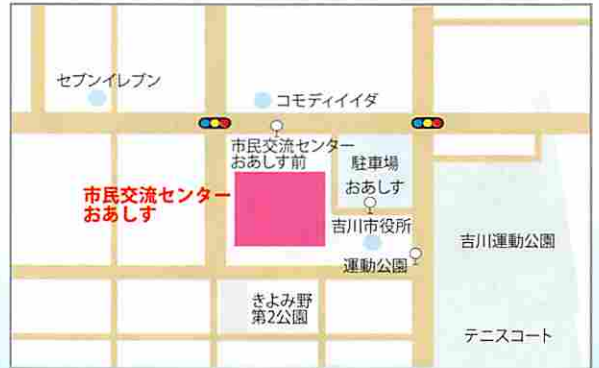 セブンイレブン
コモディイイダ
市民交流センター
おあしす前
駐車場
おあしす
市民交流センター
おあしす
吉川市役所
運動公園
吉川運動公園
きよみ野
第2公園
テニスコート